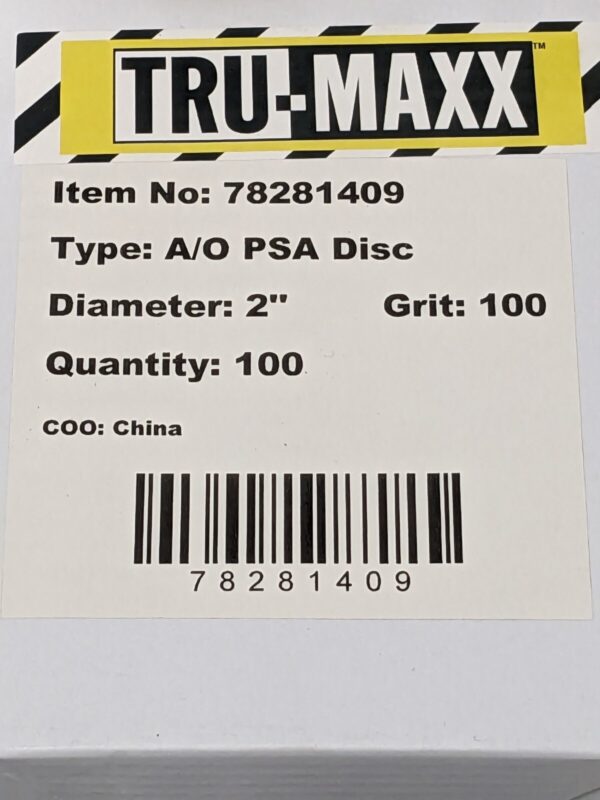 TRU-MAXX™
Item No: 78281409
Type: A/O PSA Disc
Diameter: 2" Grit: 100
Quantity: 100
COO: China
78281409